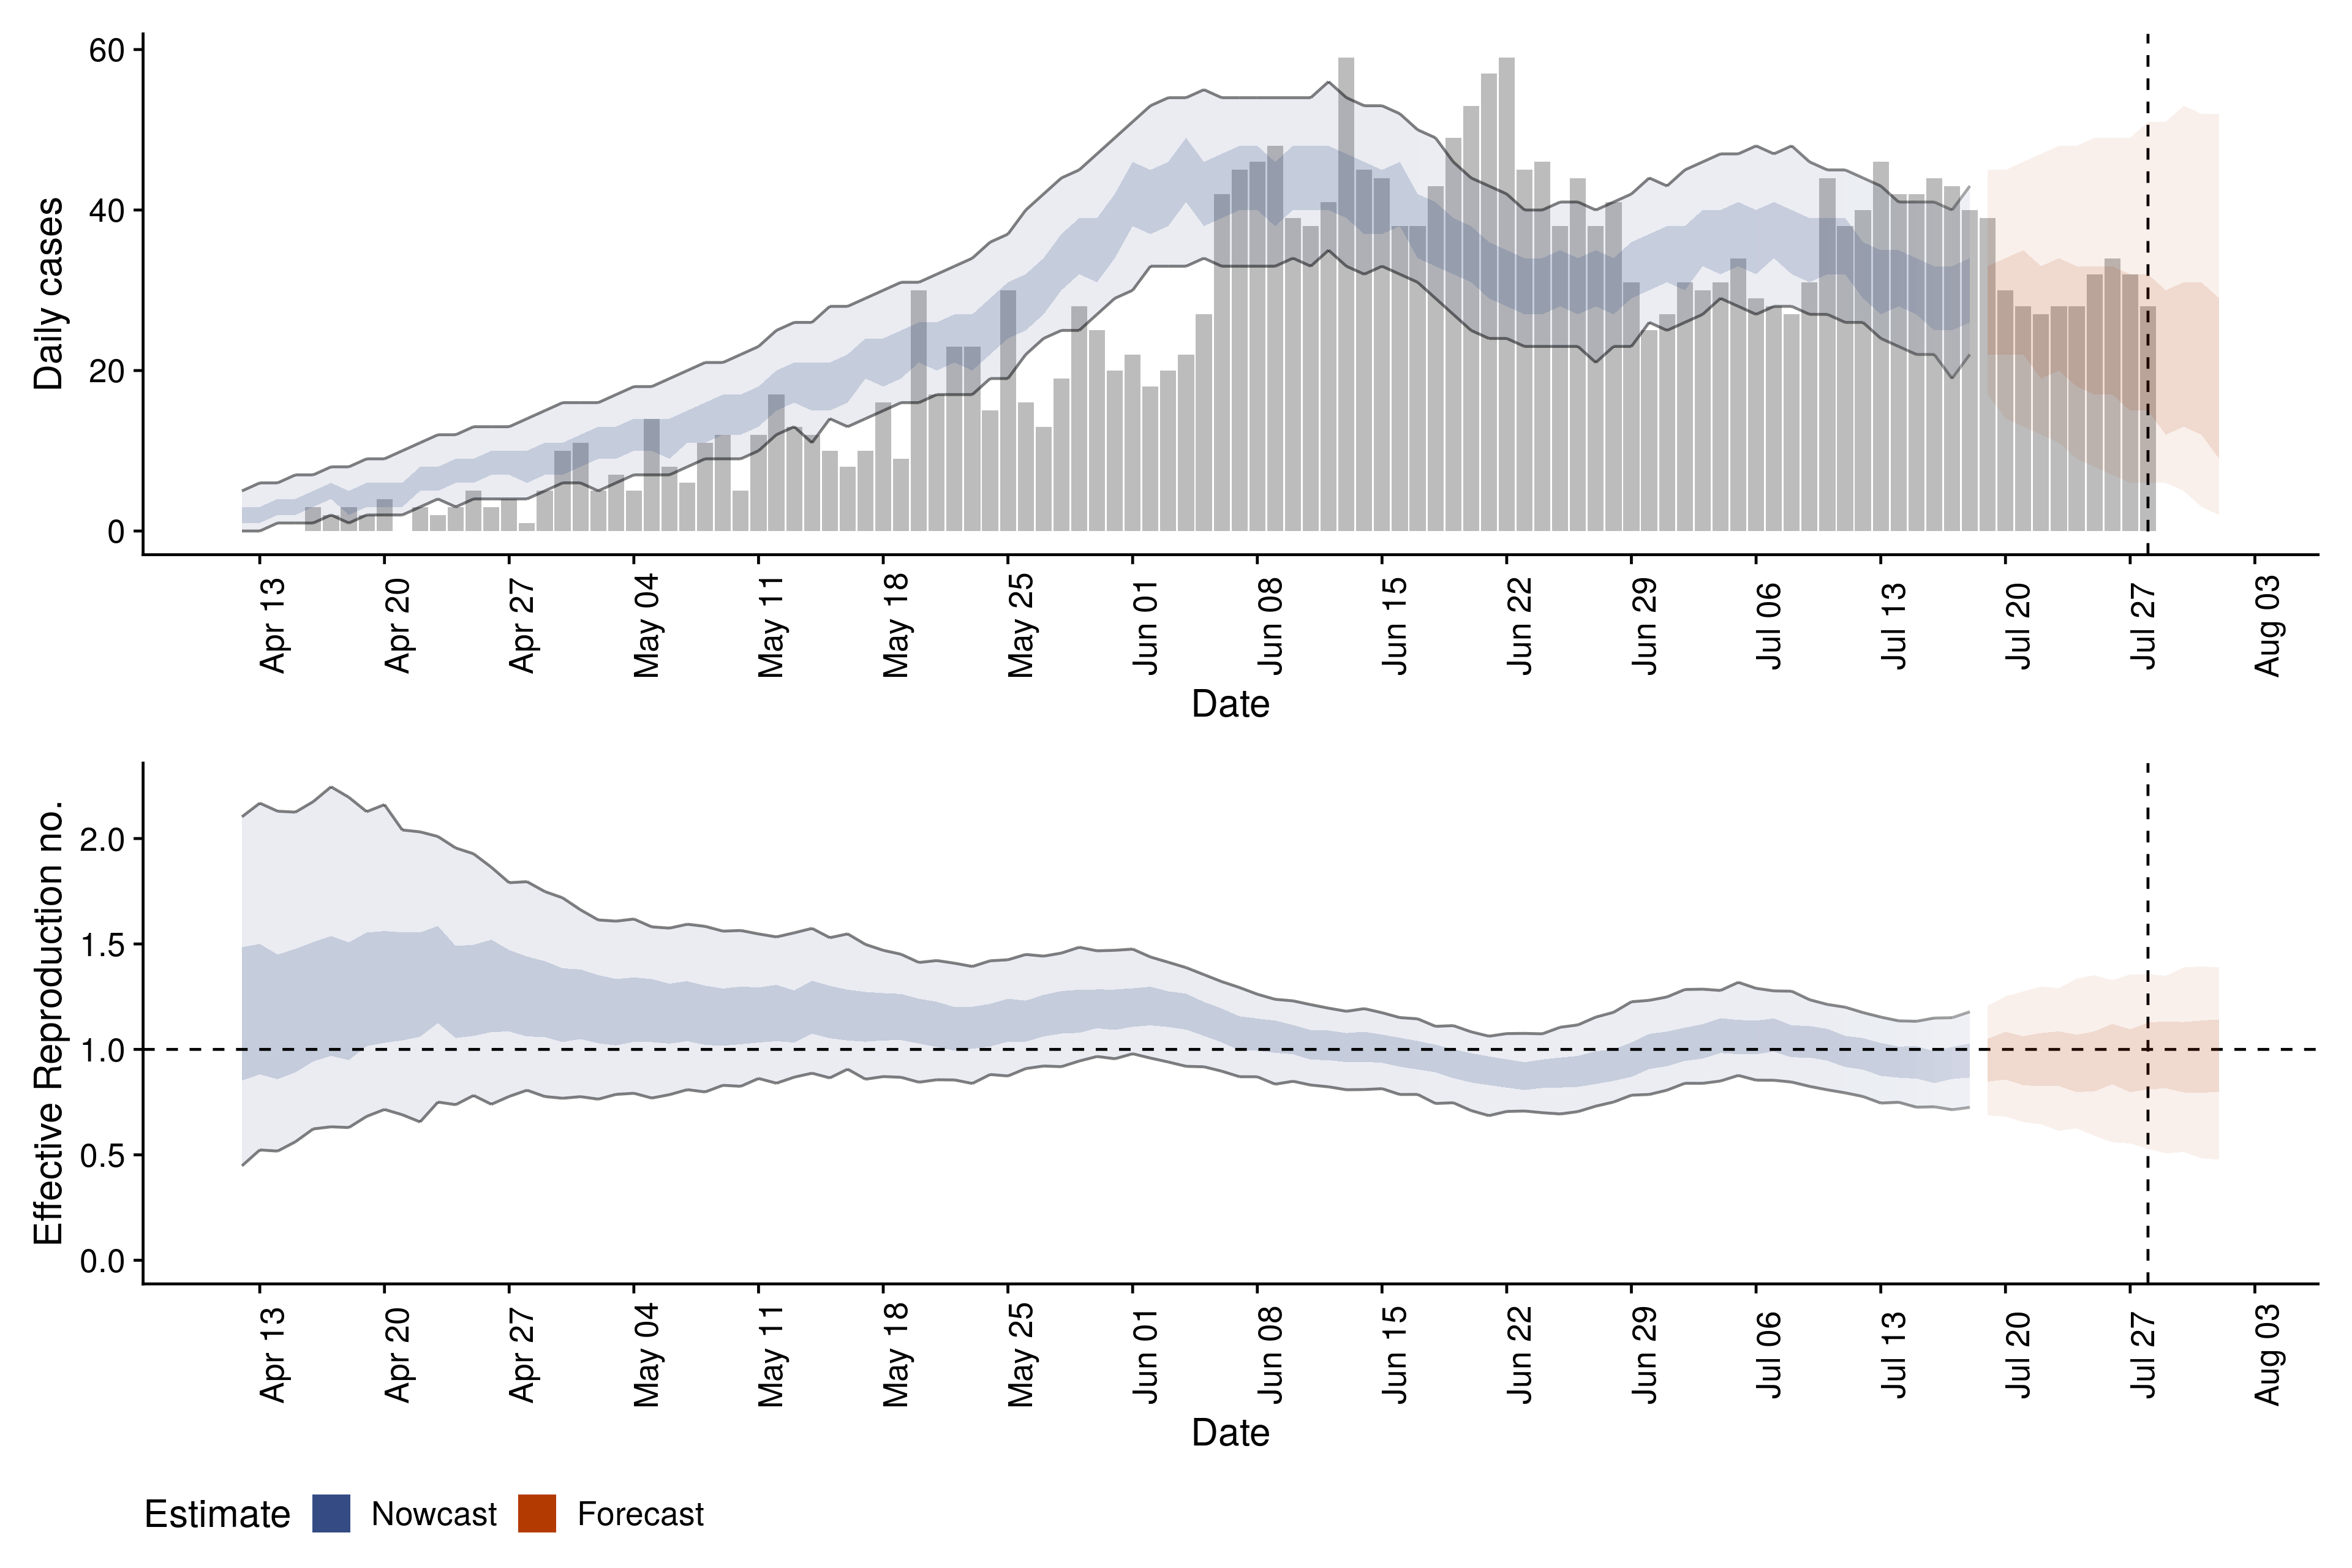 Daily cases
60
40
20
0
Apr 13
Apr 20
Apr 27
May 04
May 11
May 18
May 25
Jun 01
Jun 08
Jun 15
Jun 22
Jun 29
Jul 06
Jul 13
Jul 20
Jul 27
Aug 03
Date
Effective Reproduction no.
2.0
1.5
1.0
0.5
0.0
Apr 13
Apr 20
Apr 27
May 04
May 11
May 18
May 25
Jun 01
Jun 08
Jun 15
Jun 22
Jun 29
Jul 06
Jul 13
Jul 20
Jul 27
Aug 03
Date
Estimate Nowcast Forecast